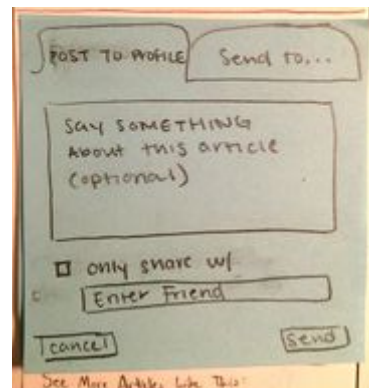 POST TO PROFILE
Send to...
Say SOMETHING
About this article
(optional)
only share w/
Enter Friend
cancel
Send
See More Articles Like This: